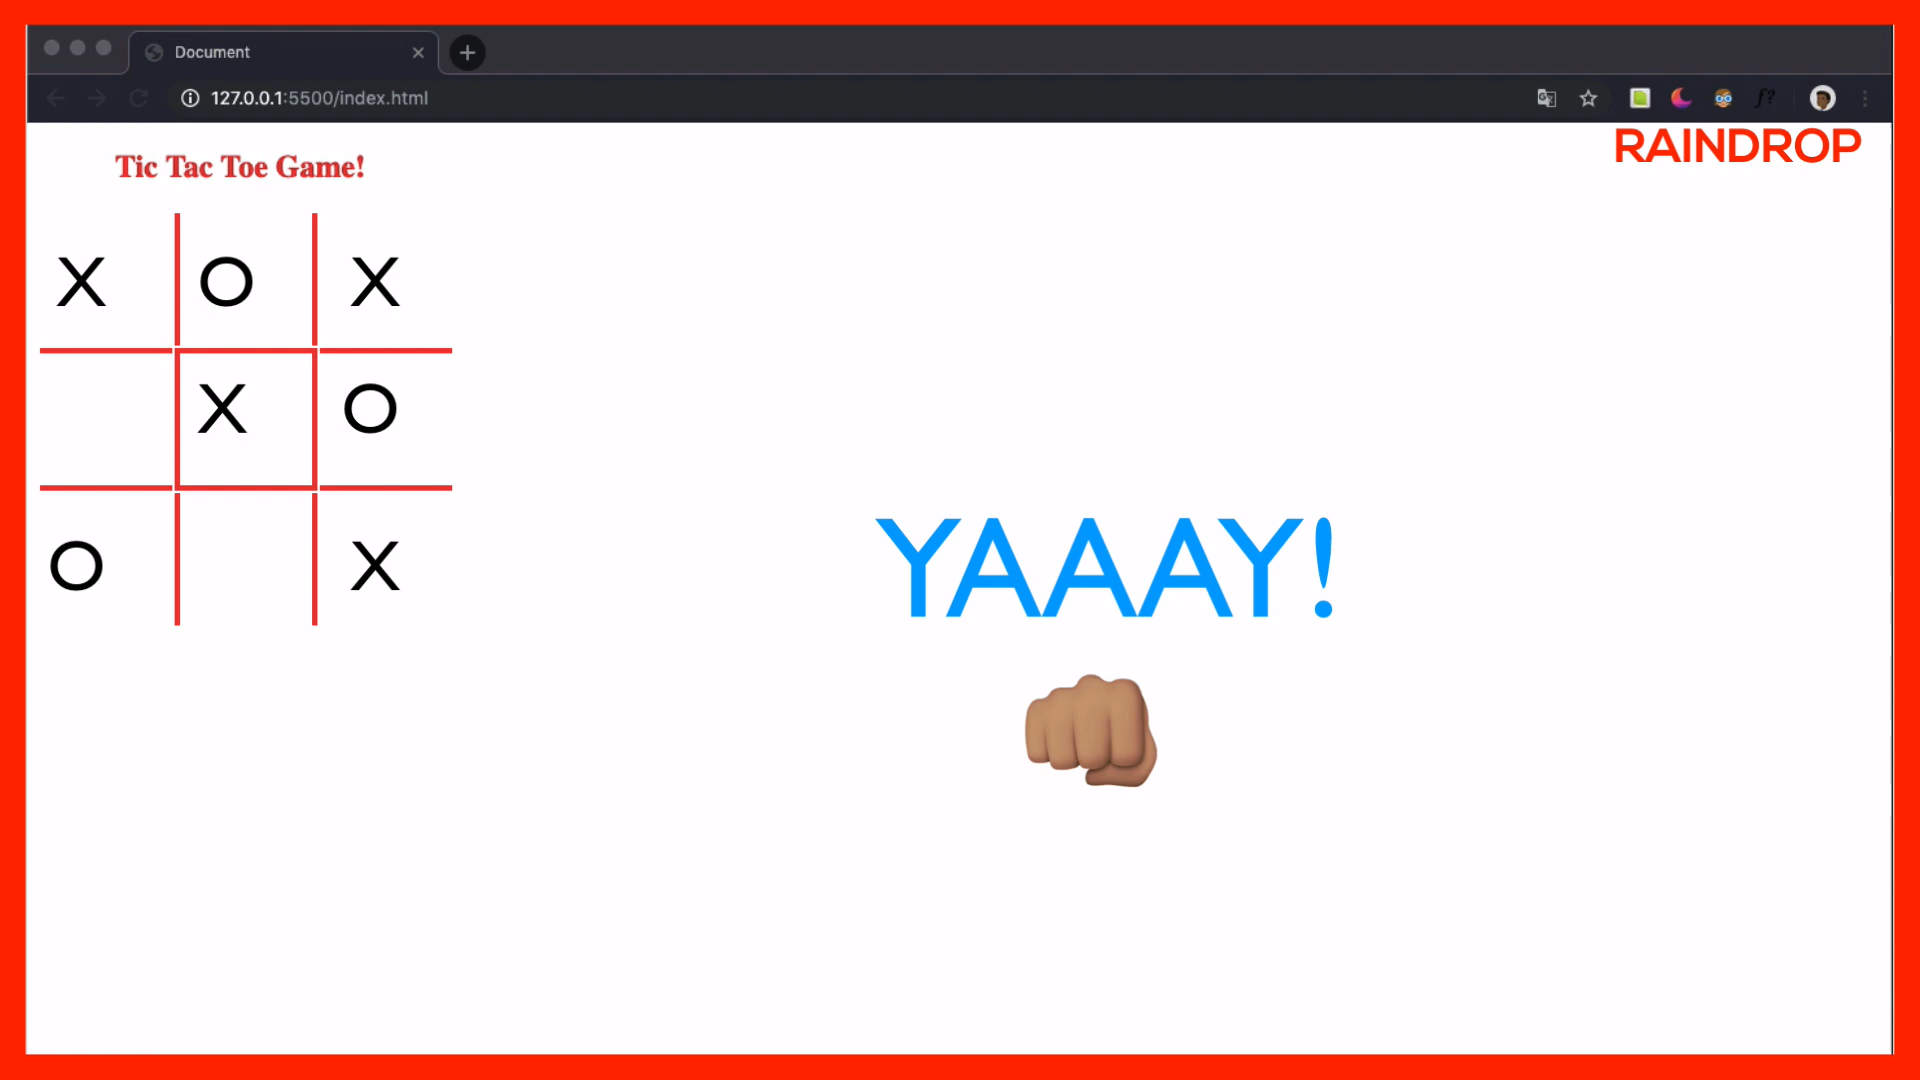 Document
127.0.0.1:5500/index.html
f?
RAINDROP
Tic Tac Toe Game!
X O X
X O
O X
YAAAY!